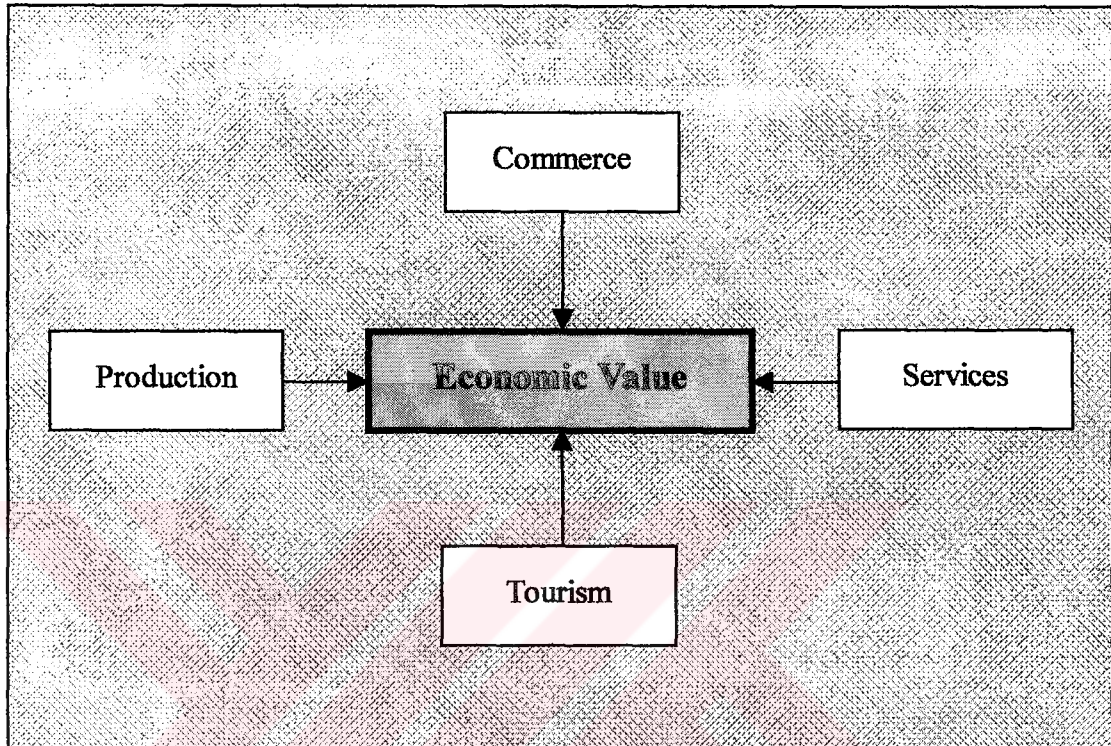 Commerce
Production
Economic Value
Services
Tourism